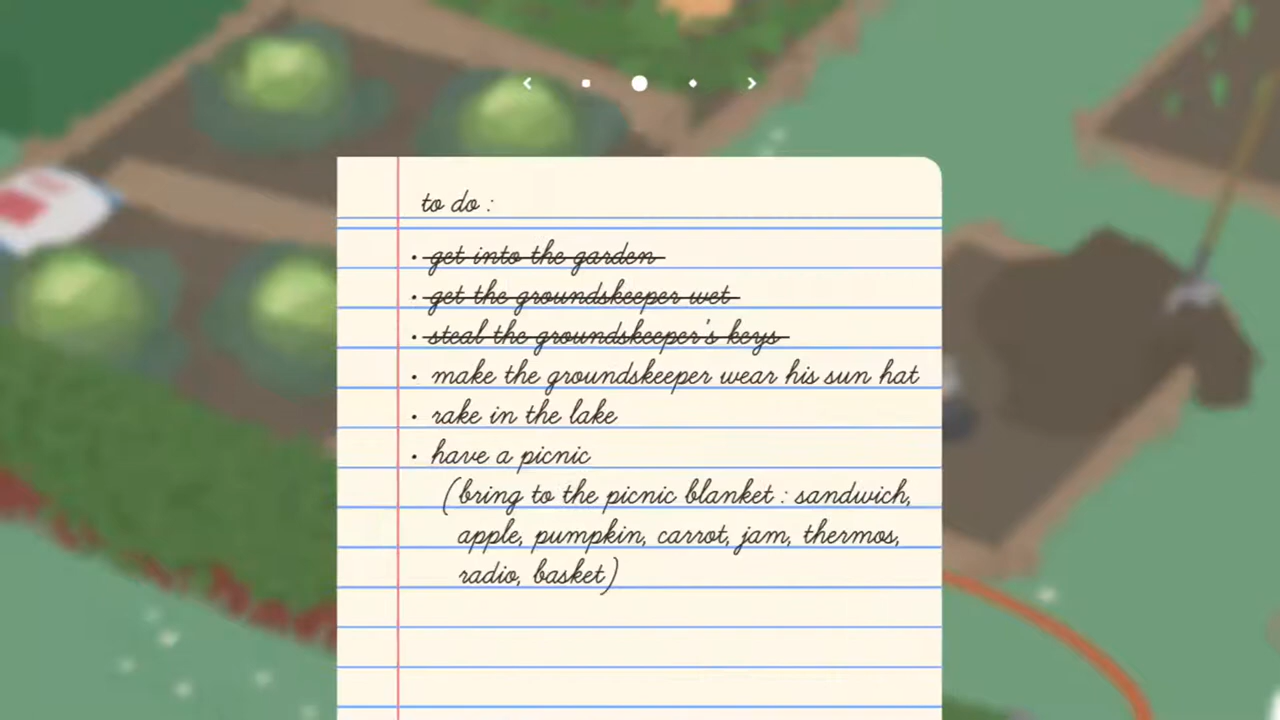 to do :
• get into the garden
• get the groundskeeper wet
• steal the groundskeeper's keys
• make the groundskeeper wear his sun hat
• rake in the lake
• have a picnic
(bring to the picnic blanket : sandwich,
apple, pumpkin, carrot, jam, thermos,
radio, basket)